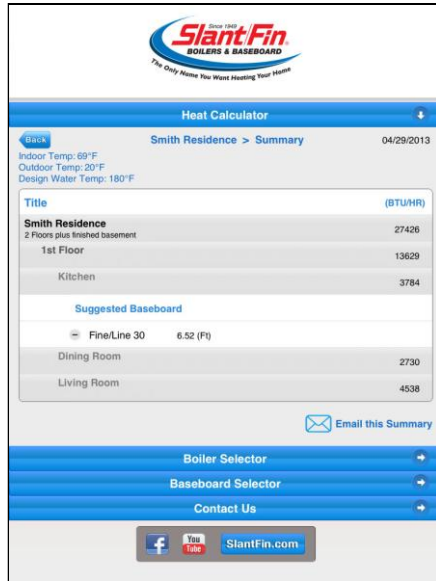 Since 1949
Slant/Fin.
BOILERS & BASEBOARD
The Only Name You Want Heating Your Home
Heat Calculator
Back
Smith Residence > Summary
04/29/2013
Indoor Temp: 69°F
Outdoor Temp: 20°F
Design Water Temp: 180°F
Title (BTU/HR)
Smith Residence 27426
2 Floors plus finished basement
1st Floor 13629
Kitchen 3784
Suggested Baseboard
Fine/Line 30 6.52 (Ft)
Dining Room 2730
Living Room 4538
Email this Summary
Boiler Selector
Baseboard Selector
Contact Us
f
You
Tube
SlantFin.com